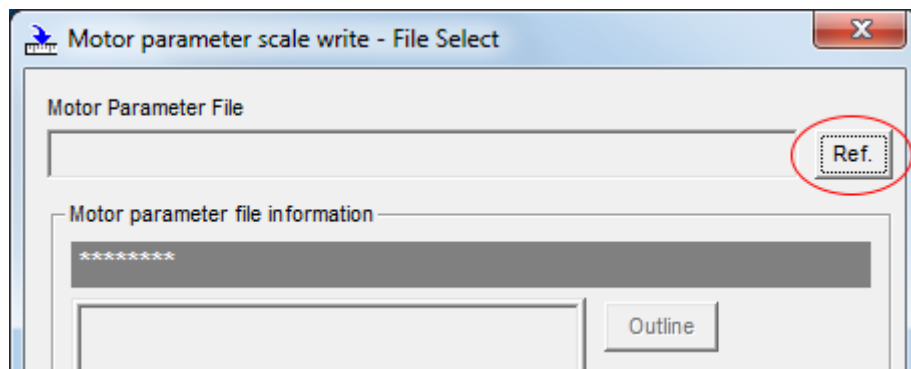 Motor parameter scale write - File Select
Motor Parameter File
Ref.
Motor parameter file information
********
Outline